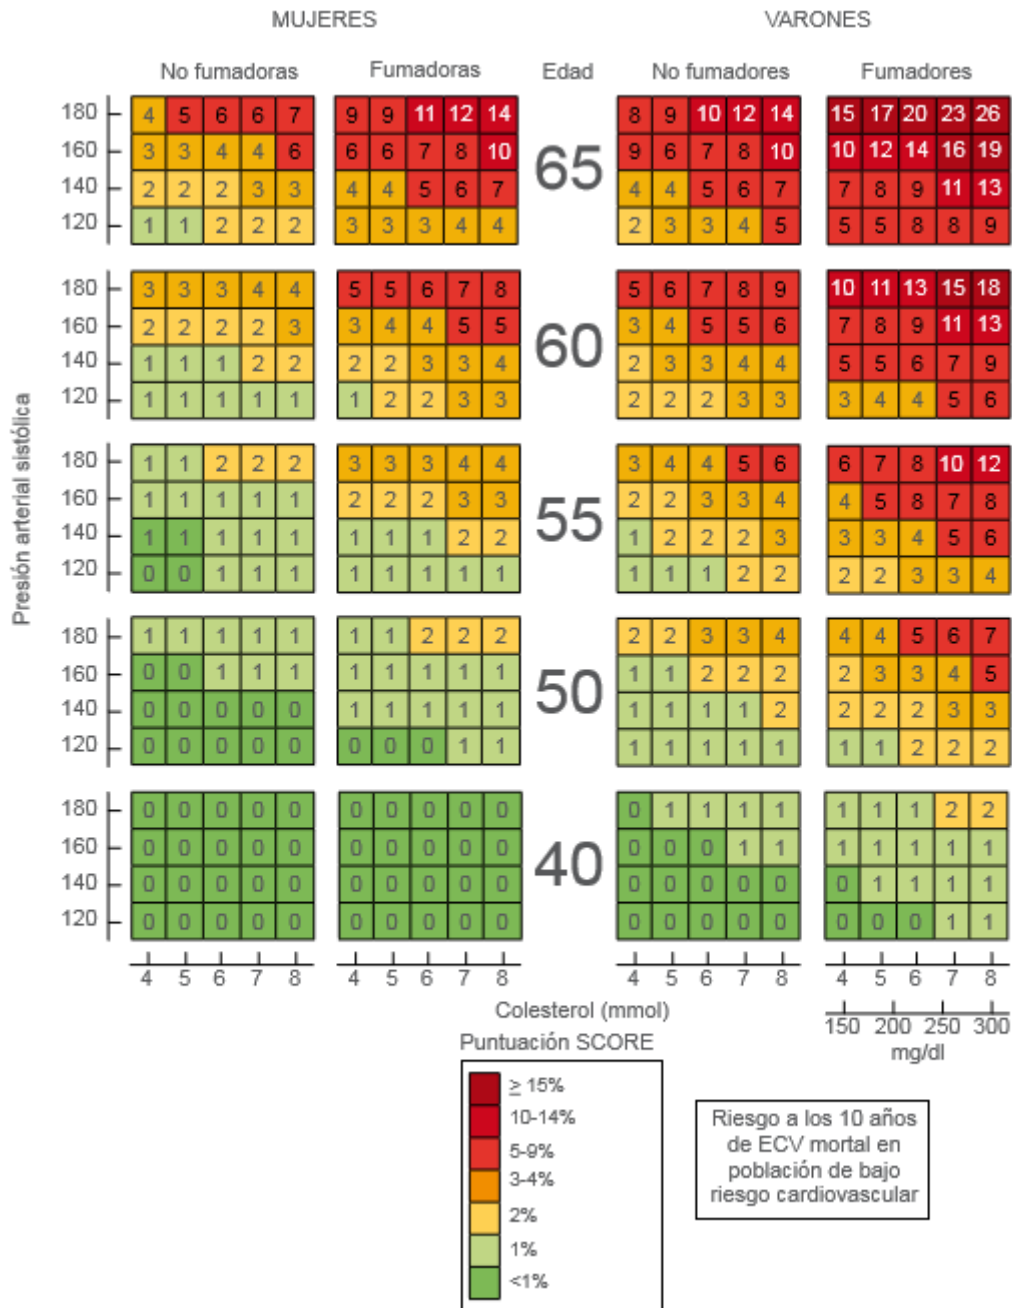 MUJERES VARONES
No fumadoras Fumadoras Edad No fumadores Fumadores
Presión arterial sistólica
180 4 5 6 6 7 9 9 11 12 14 8 9 10 12 14 15 17 20 23 26
160 3 3 4 4 6 6 6 7 8 10 9 6 7 8 10 10 12 14 16 19
65
140 2 2 2 3 3 4 4 5 6 7 4 4 5 6 7 7 8 9 11 13
120 1 1 2 2 2 3 3 3 4 4 2 3 3 4 5 5 5 8 8 9
180 3 3 3 4 4 5 5 6 7 8 5 6 7 8 9 10 11 13 15 18
160 2 2 2 2 3 3 4 4 5 5 3 4 5 5 6 7 8 9 11 13
60
140 1 1 1 2 2 2 2 3 3 4 2 3 3 4 4 5 5 6 7 9
120 1 1 1 1 1 1 2 2 3 3 2 2 2 3 3 3 4 4 5 6
180 1 1 2 2 2 3 3 3 4 4 3 4 4 5 6 6 7 8 10 12
160 1 1 1 1 1 2 2 2 3 3 2 2 3 3 4 4 5 8 7 8
55
140 1 1 1 1 1 1 1 1 2 2 1 2 2 2 3 3 3 4 5 6
120 0 0 1 1 1 1 1 1 1 1 1 1 1 2 2 2 2 3 3 4
180 1 1 1 1 1 1 1 2 2 2 2 2 3 3 4 4 4 5 6 7
160 0 0 1 1 1 1 1 1 1 1 1 1 2 2 2 2 3 3 4 5
50
140 0 0 0 0 0 1 1 1 1 1 1 1 1 1 2 2 2 2 3 3
120 0 0 0 0 0 0 0 0 1 1 1 1 1 1 1 1 1 2 2 2
180 0 0 0 0 0 0 0 0 0 0 0 1 1 1 1 1 1 1 2 2
160 0 0 0 0 0 0 0 0 0 0 0 0 0 1 1 1 1 1 1 1
40
140 0 0 0 0 0 0 0 0 0 0 0 0 0 0 0 0 1 1 1 1
120 0 0 0 0 0 0 0 0 0 0 0 0 0 0 0 0 0 0 1 1
4 5 6 7 8 4 5 6 7 8 4 5 6 7 8 4 5 6 7 8
Colesterol (mmol)
150 200 250 300
mg/dl
Puntuación SCORE
≥ 15%
10-14%
5-9%
3-4%
2%
1%
<1%
Riesgo a los 10 años
de ECV mortal en
población de bajo
riesgo cardiovascular